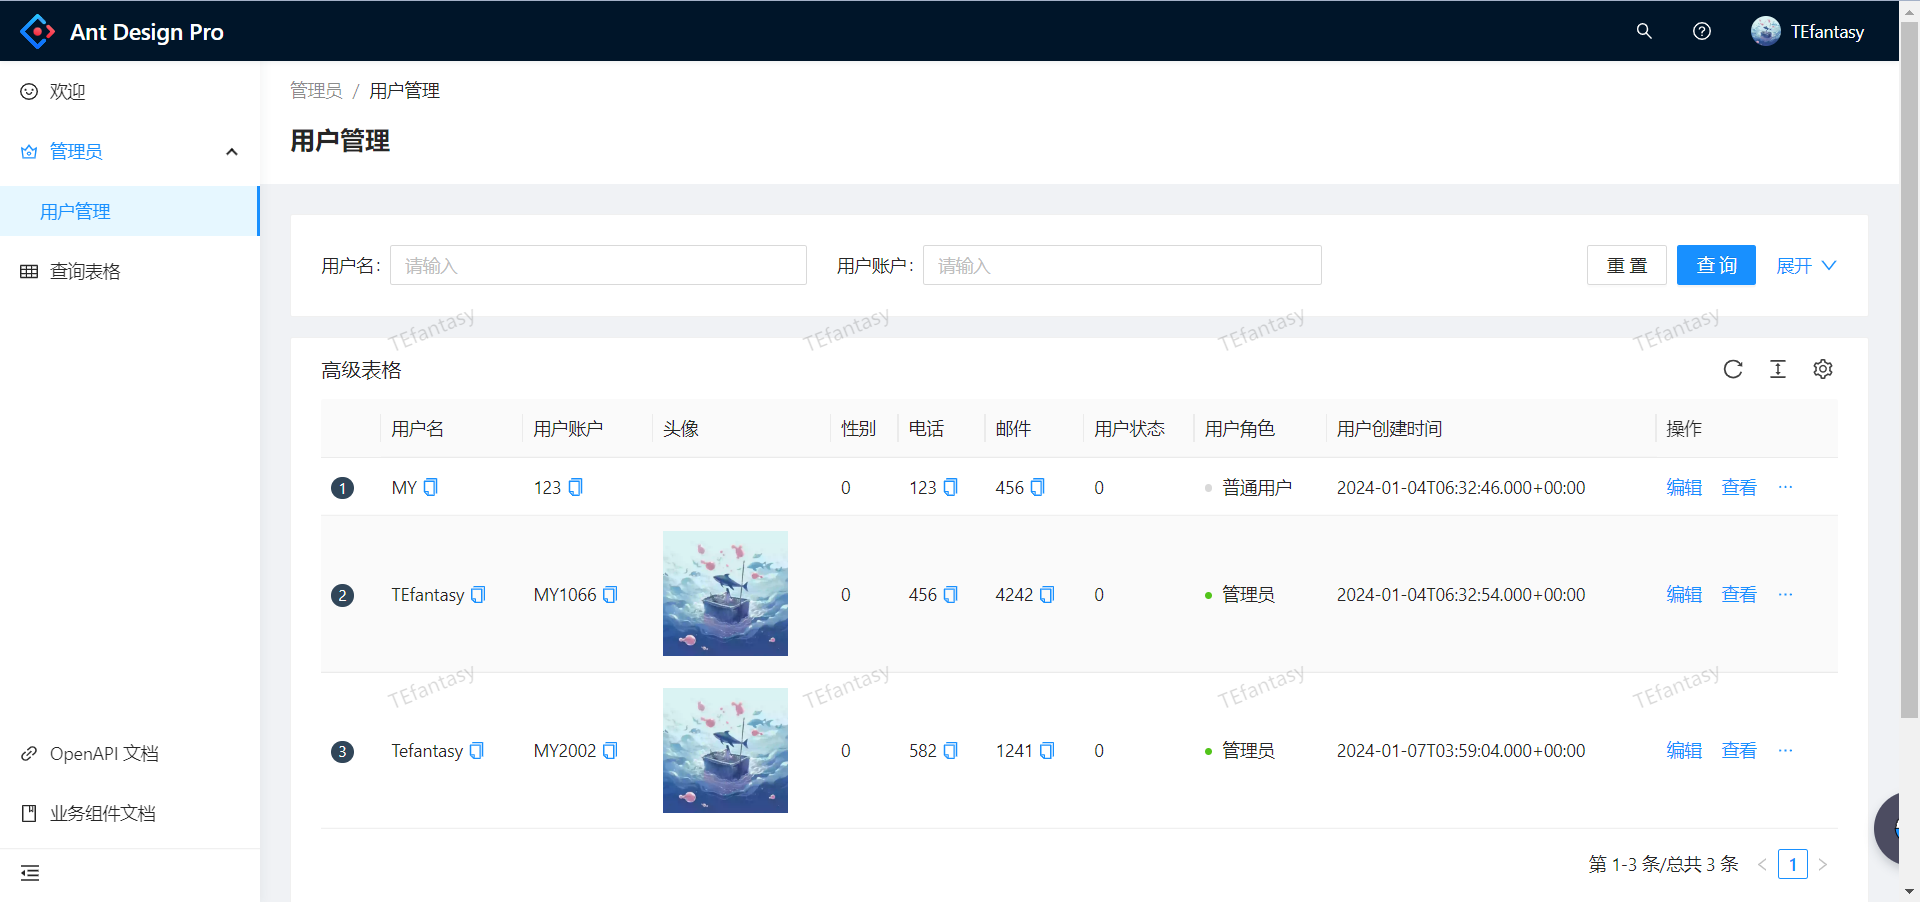 Ant Design Pro
TEfantasy
欢迎
管理员
用户管理
查询表格
OpenAPI 文档
业务组件文档
管理员 / 用户管理
用户管理
用户名: 请输入 用户账户: 请输入 重 置 查 询 展开
TEfantasy TEfantasy TEfantasy TEfantasy
高级表格
用户名 用户账户 头像 性别 电话 邮件 用户状态 用户角色 用户创建时间 操作
1 MY 123 0 123 456 0 普通用户 2024-01-04T06:32:46.000+00:00 编辑 查看 ···
2 TEfantasy MY1066 0 456 4242 0 管理员 2024-01-04T06:32:54.000+00:00 编辑 查看 ···
TEfantasy TEfantasy TEfantasy TEfantasy
3 Tefantasy MY2002 0 582 1241 0 管理员 2024-01-07T03:59:04.000+00:00 编辑 查看 ···
第 1-3 条/总共 3 条 < 1 >